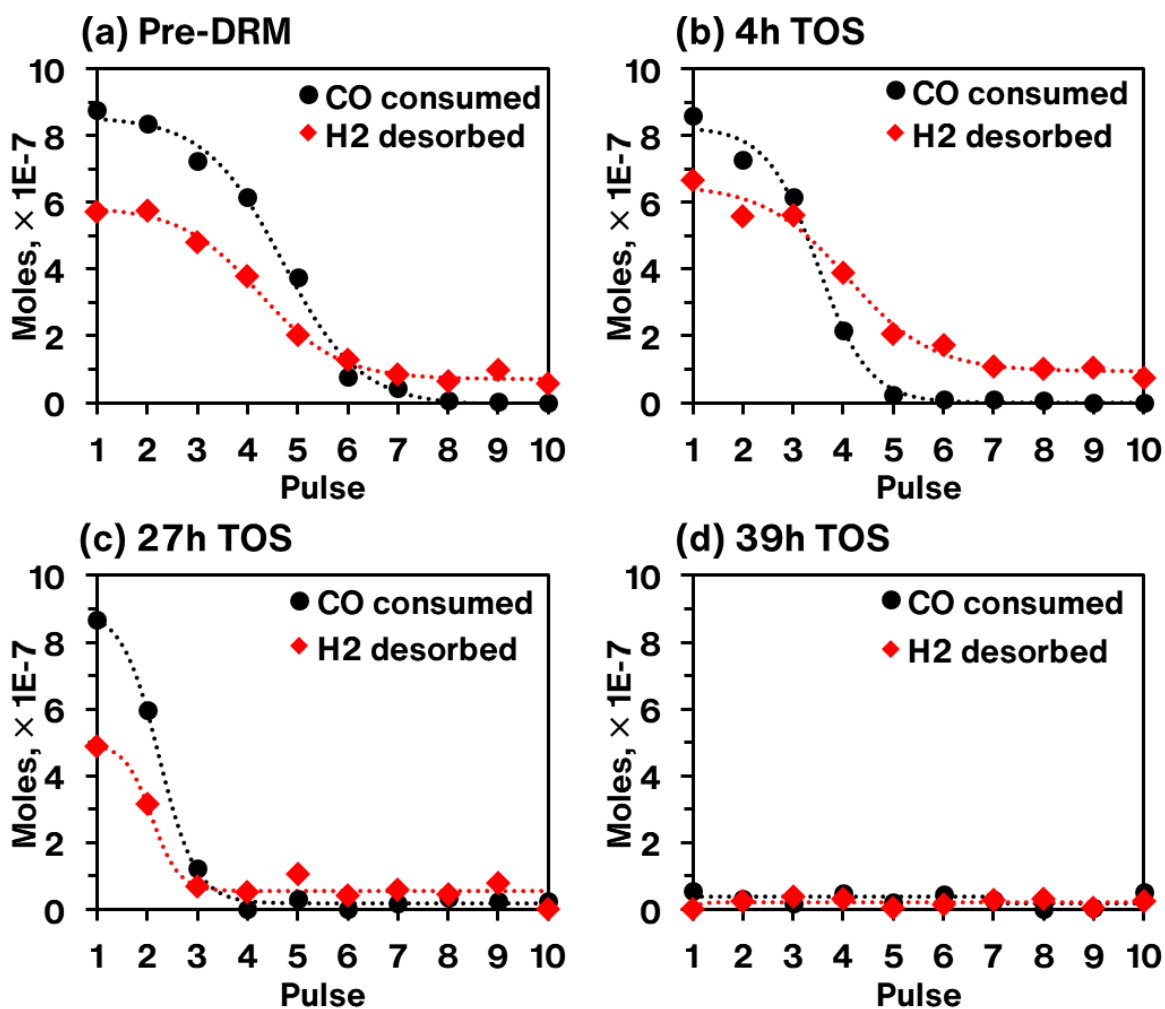 (a) Pre-DRM
10
8
6
4
2
0
Moles, × 1E-7
CO consumed
H2 desorbed
1 2 3 4 5 6 7 8 9 10
Pulse
(b) 4h TOS
10
8
6
4
2
0
Moles, × 1E-7
CO consumed
H2 desorbed
1 2 3 4 5 6 7 8 9 10
Pulse
(c) 27h TOS
10
8
6
4
2
0
Moles, × 1E-7
CO consumed
H2 desorbed
1 2 3 4 5 6 7 8 9 10
Pulse
(d) 39h TOS
10
8
6
4
2
0
Moles, × 1E-7
CO consumed
H2 desorbed
1 2 3 4 5 6 7 8 9 10
Pulse